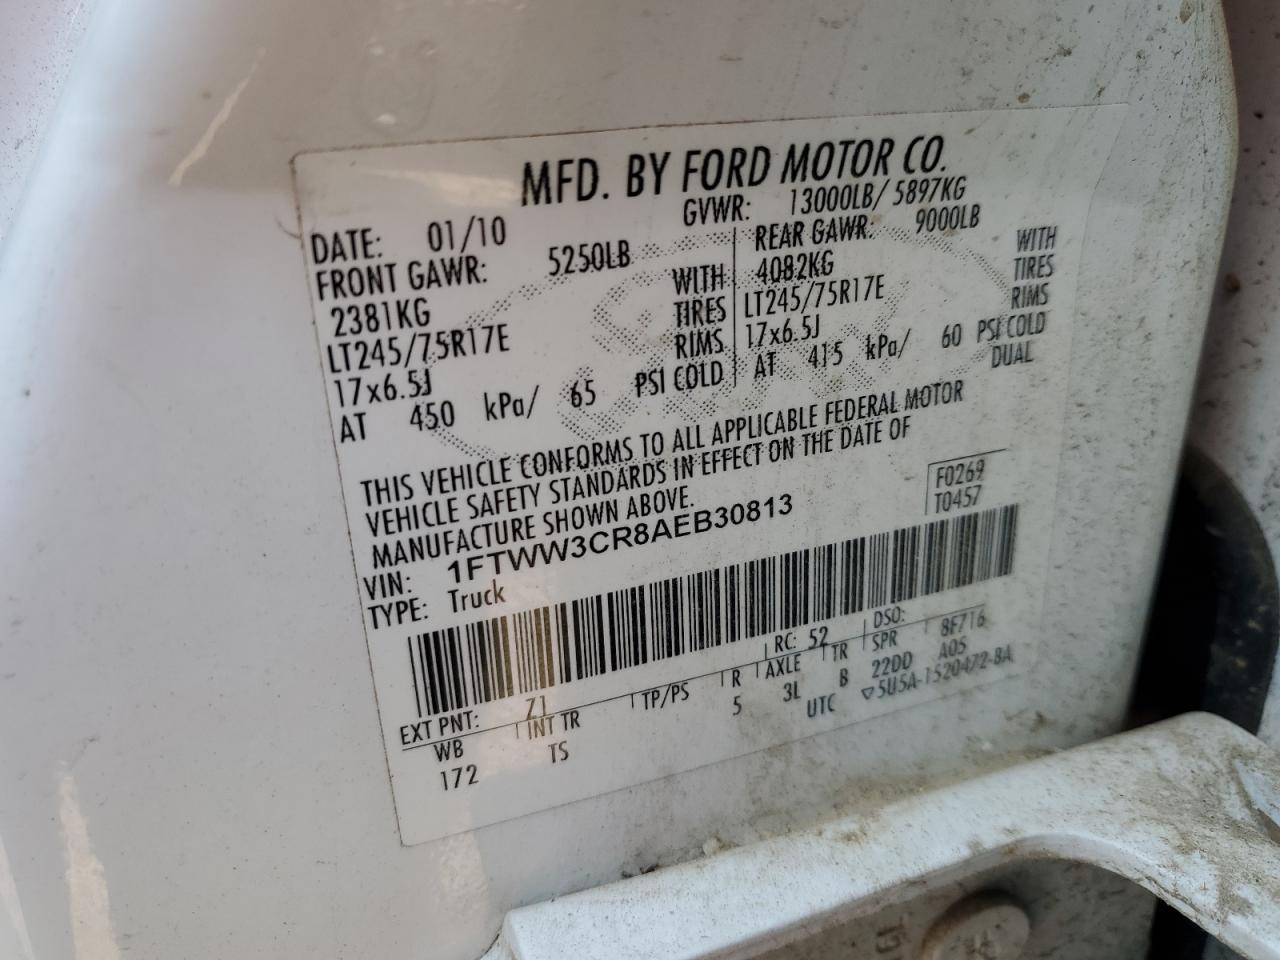 MFD. BY FORD MOTOR CO.
DATE: 01/10 GVWR: 13000LB/ 5897KG
FRONT GAWR: 5250LB REAR GAWR: 9000LB
2381KG WITH 4082KG WITH
LT245/75R17E TIRES LT245/75R17E TIRES
17x6.5J RIMS 17x6.5J RIMS
AT 450 kPa/ 65 PSI COLD AT 415 kPa/ 60 PSI COLD
DUAL
THIS VEHICLE CONFORMS TO ALL APPLICABLE FEDERAL MOTOR
VEHICLE SAFETY STANDARDS IN EFFECT ON THE DATE OF
MANUFACTURE SHOWN ABOVE.
F0269
T0457
VIN: 1FTWW3CR8AEB30813
TYPE: Truck
EXT PNT: Z1 RC: 52 DSO: 8F716
WB INT TR TP/PS R AXLE TR SPR A05
172 TS 5 3L B 22DD
UTC ▽5U5A-1520472-BA